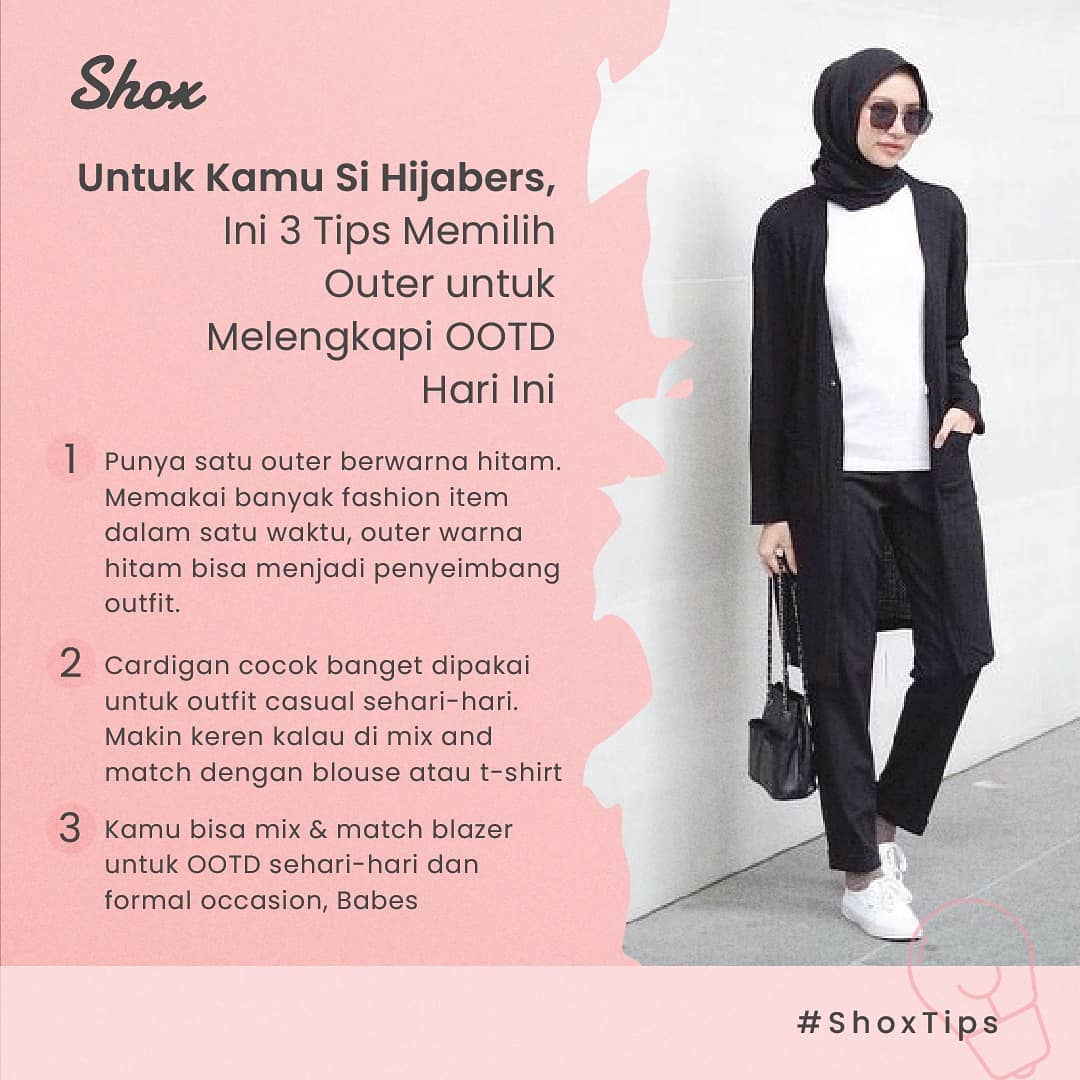 Shox
Untuk Kamu Si Hijabers,
Ini 3 Tips Memilih
Outer untuk
Melengkapi OOTD
Hari Ini
1 Punya satu outer berwarna hitam.
Memakai banyak fashion item
dalam satu waktu, outer warna
hitam bisa menjadi penyeimbang
outfit.
2 Cardigan cocok banget dipakai
untuk outfit casual sehari-hari.
Makin keren kalau di mix and
match dengan blouse atau t-shirt
3 Kamu bisa mix & match blazer
untuk OOTD sehari-hari dan
formal occasion, Babes
#ShoxTips